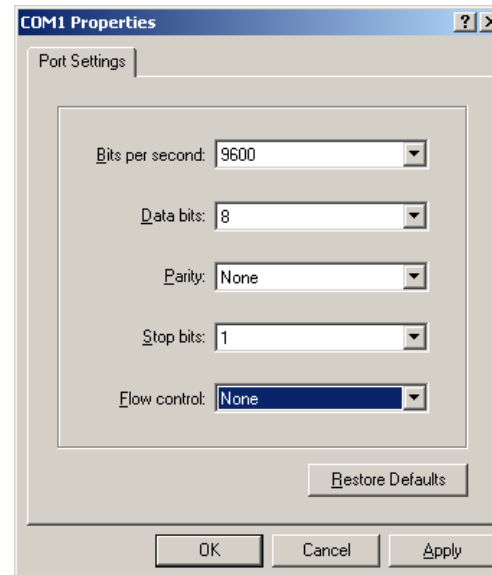 COM1 Properties
Port Settings
Bits per second: 9600
Data bits: 8
Parity: None
Stop bits: 1
Flow control: None
Restore Defaults
OK Cancel Apply